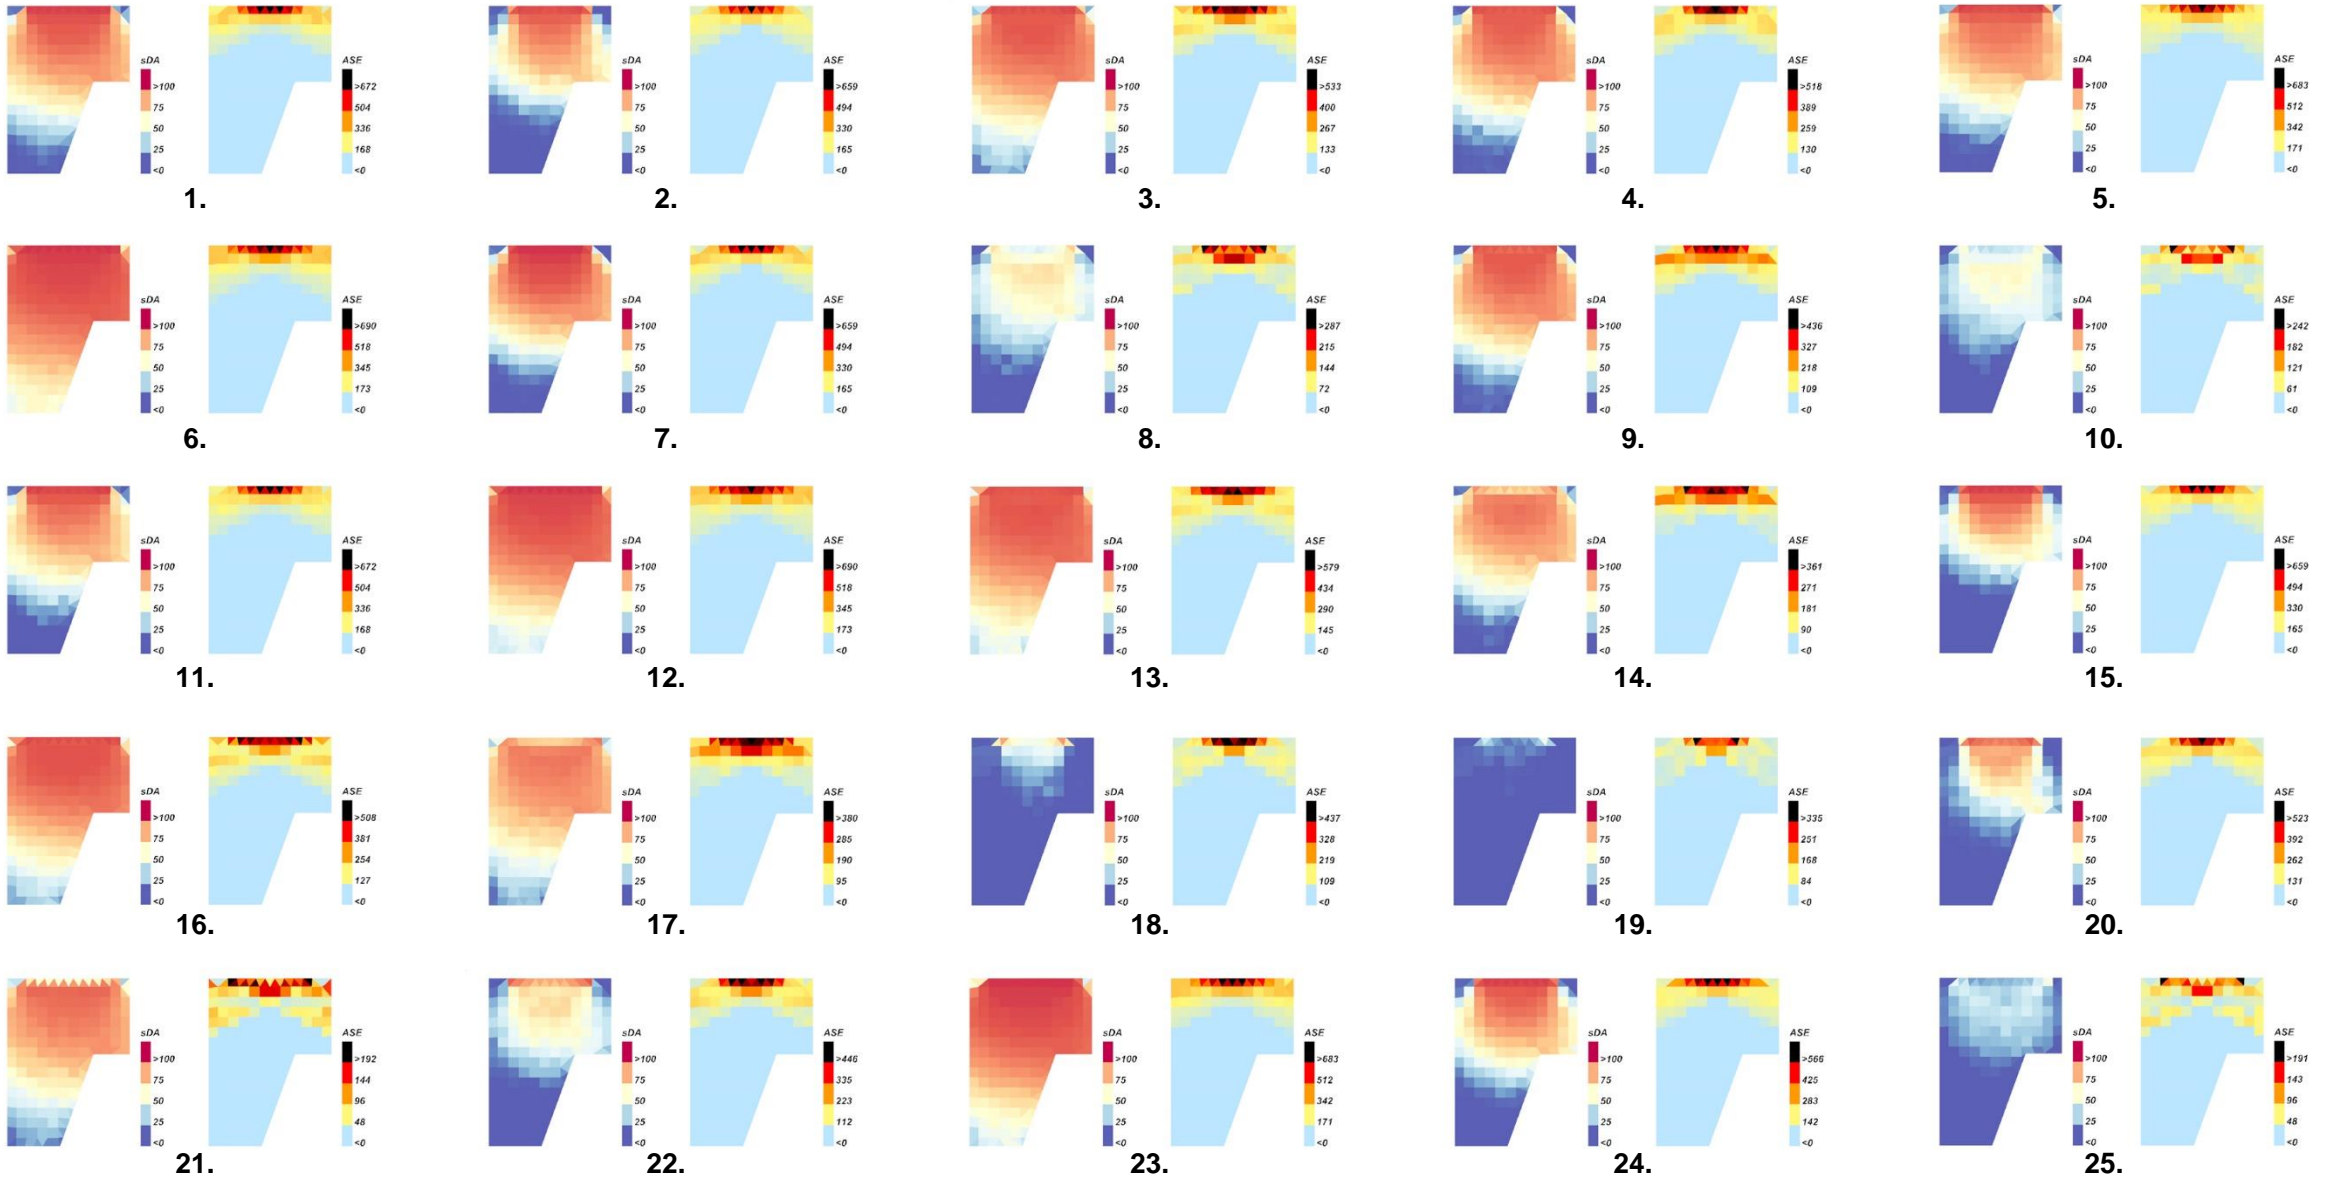 sDA ASE sDA ASE sDA ASE sDA ASE sDA ASE
>100 >672 >100 >659 >100 >533 >100 >518 >100 >683
75 504 75 494 75 400 75 389 75 512
50 336 50 330 50 267 50 259 50 342
25 168 25 165 25 133 25 130 25 171
<0 <0 <0 <0 <0 <0 <0 <0 <0 <0
1. 2. 3. 4. 5.
sDA ASE sDA ASE sDA ASE sDA ASE sDA ASE
>100 >690 >100 >659 >100 >287 >100 >436 >100 >242
75 518 75 494 75 215 75 327 75 182
50 345 50 330 50 144 50 218 50 121
25 173 25 165 25 72 25 109 25 61
<0 <0 <0 <0 <0 <0 <0 <0 <0 <0
6. 7. 8. 9. 10.
sDA ASE sDA ASE sDA ASE sDA ASE sDA ASE
>100 >672 >100 >690 >100 >579 >100 >361 >100 >659
75 504 75 518 75 434 75 271 75 494
50 336 50 345 50 290 50 181 50 330
25 168 25 173 25 145 25 90 25 165
<0 <0 <0 <0 <0 <0 <0 <0 <0 <0
11. 12. 13. 14. 15.
sDA ASE sDA ASE sDA ASE sDA ASE sDA ASE
>100 >508 >100 >380 >100 >437 >100 >335 >100 >523
75 381 75 285 75 328 75 251 75 392
50 254 50 190 50 219 50 168 50 262
25 127 25 95 25 109 25 84 25 131
<0 <0 <0 <0 <0 <0 <0 <0 <0 <0
16. 17. 18. 19. 20.
sDA ASE sDA ASE sDA ASE sDA ASE sDA ASE
>100 >192 >100 >446 >100 >683 >100 >566 >100 >191
75 144 75 335 75 512 75 425 75 143
50 96 50 223 50 342 50 283 50 96
25 48 25 112 25 171 25 142 25 48
<0 <0 <0 <0 <0 <0 <0 <0 <0 <0
21. 22. 23. 24. 25.